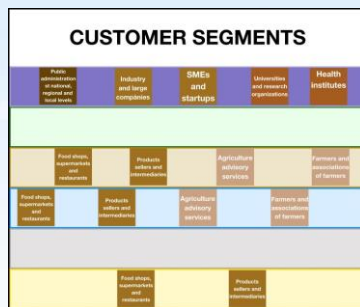 CUSTOMER SEGMENTS
Public
administration
at national,
regional and
local levels
Industry
and large
companies
SMEs
and
startups
Universities
and research
organizations
Health
institutes
Food shops,
supermarkets
and
restaurants
Products
sellers and
intermediaries
Agriculture
advisory
services
Farmers and
associations
of farmers
Food shops,
supermarkets
and
restaurants
Products
sellers and
intermediaries
Agriculture
advisory
services
Farmers and
associations
of farmers
Food shops,
supermarkets
and
restaurants
Products
sellers and
intermediaries